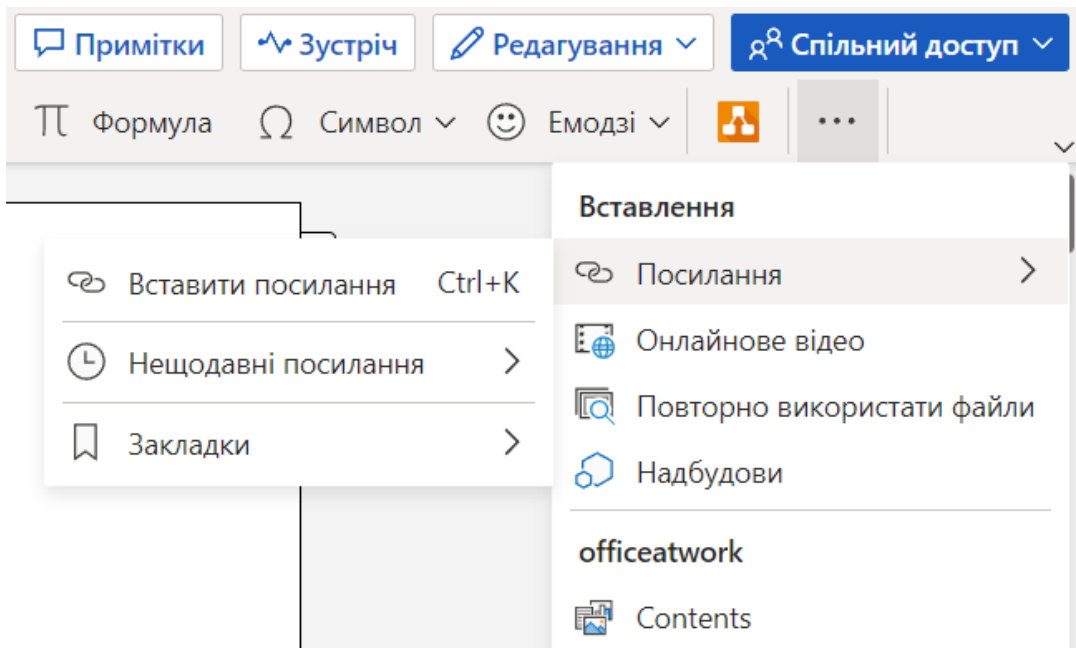 Примітки Зустріч Редагування Спільний доступ
Формула Символ Емодзі ...
Вставлення
Посилання
Онлайнове відео
Повторно використати файли
Надбудови
officeatwork
Contents
Вставити посилання Ctrl+K
Нещодавні посилання
Закладки